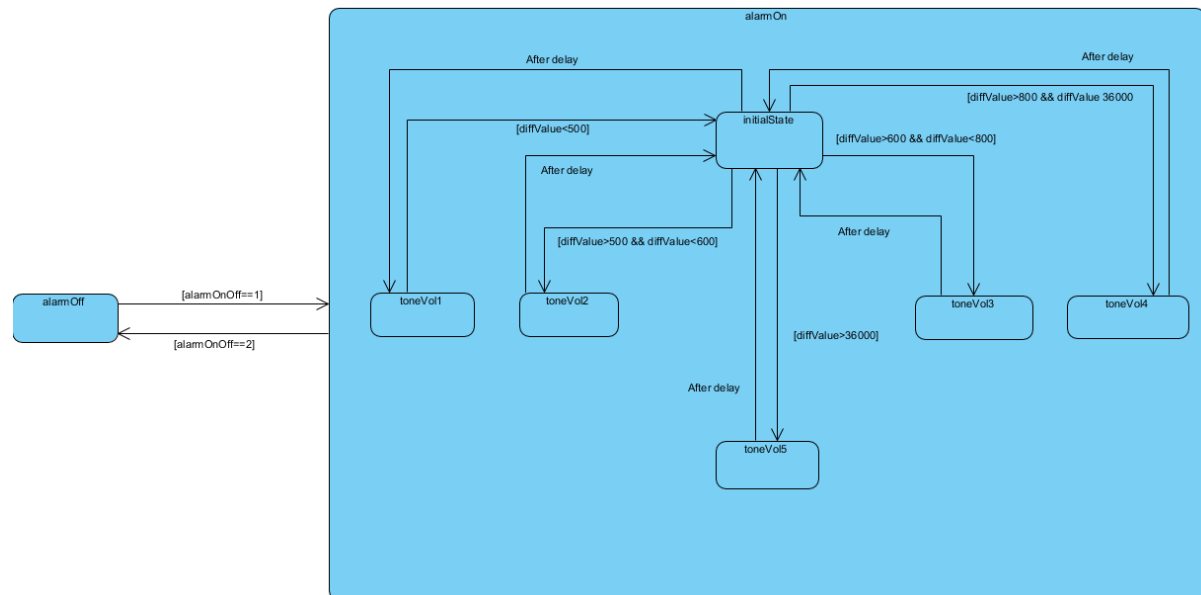 alarmOn
After delay
After delay
[diffValue>800 && diffValue 36000
initialState
[diffValue<500]
[diffValue>600 && diffValue<800]
After delay
After delay
[diffValue>500 && diffValue<600]
alarmOff
[alarmOnOff==1]
toneVol1
toneVol2
toneVol3
toneVol4
[alarmOnOff==2]
[diffValue>36000]
After delay
toneVol5